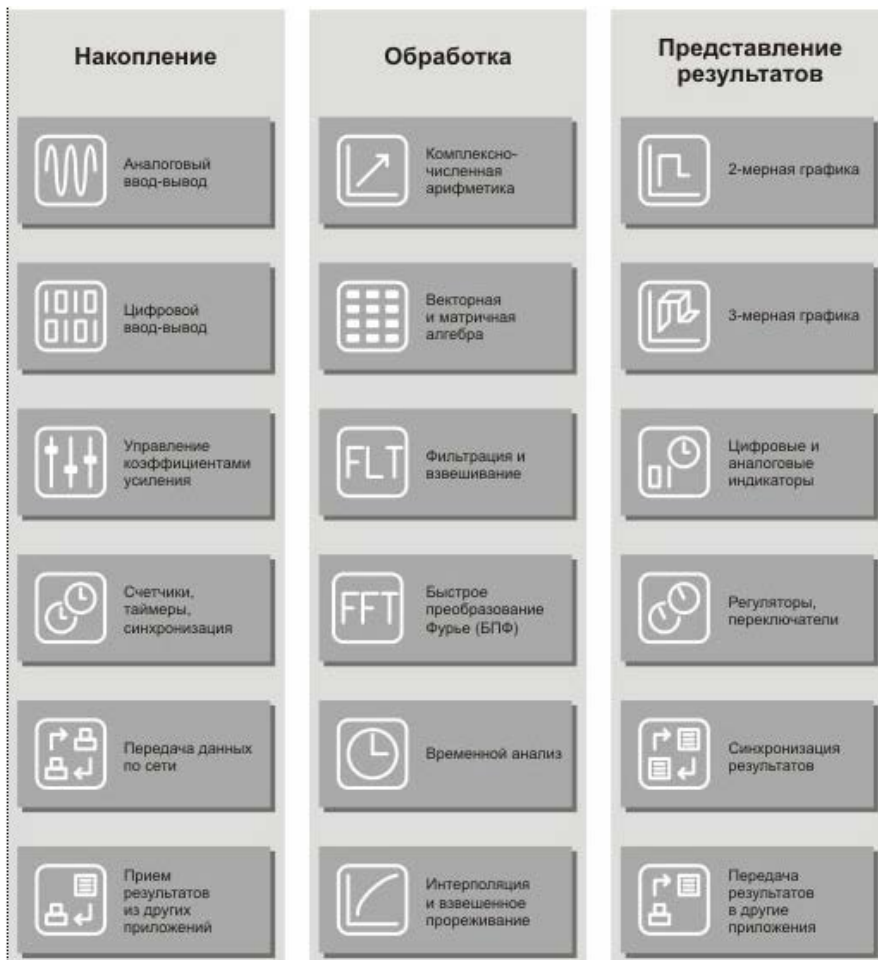 Накопление
Аналоговый
ввод-вывод
IOIO
OIOI
Цифровой
ввод-вывод
Управление
коэффициентами
усиления
Счетчики,
таймеры,
синхронизация
Передача данных
по сети
Прием
результатов
из других
приложений
Обработка
Комплексно-
численная
арифметика
Векторная
и матричная
алгебра
FLT
Фильтрация и
взвешивание
FFT
Быстрое
преобразование
Фурье (БПФ)
Временной анализ
Интерполяция
и взвешенное
прореживание
Представление
результатов
2-мерная графика
3-мерная графика
Цифровые и
аналоговые
индикаторы
Регуляторы,
переключатели
Синхронизация
результатов
Передача
результатов
в другие
приложения